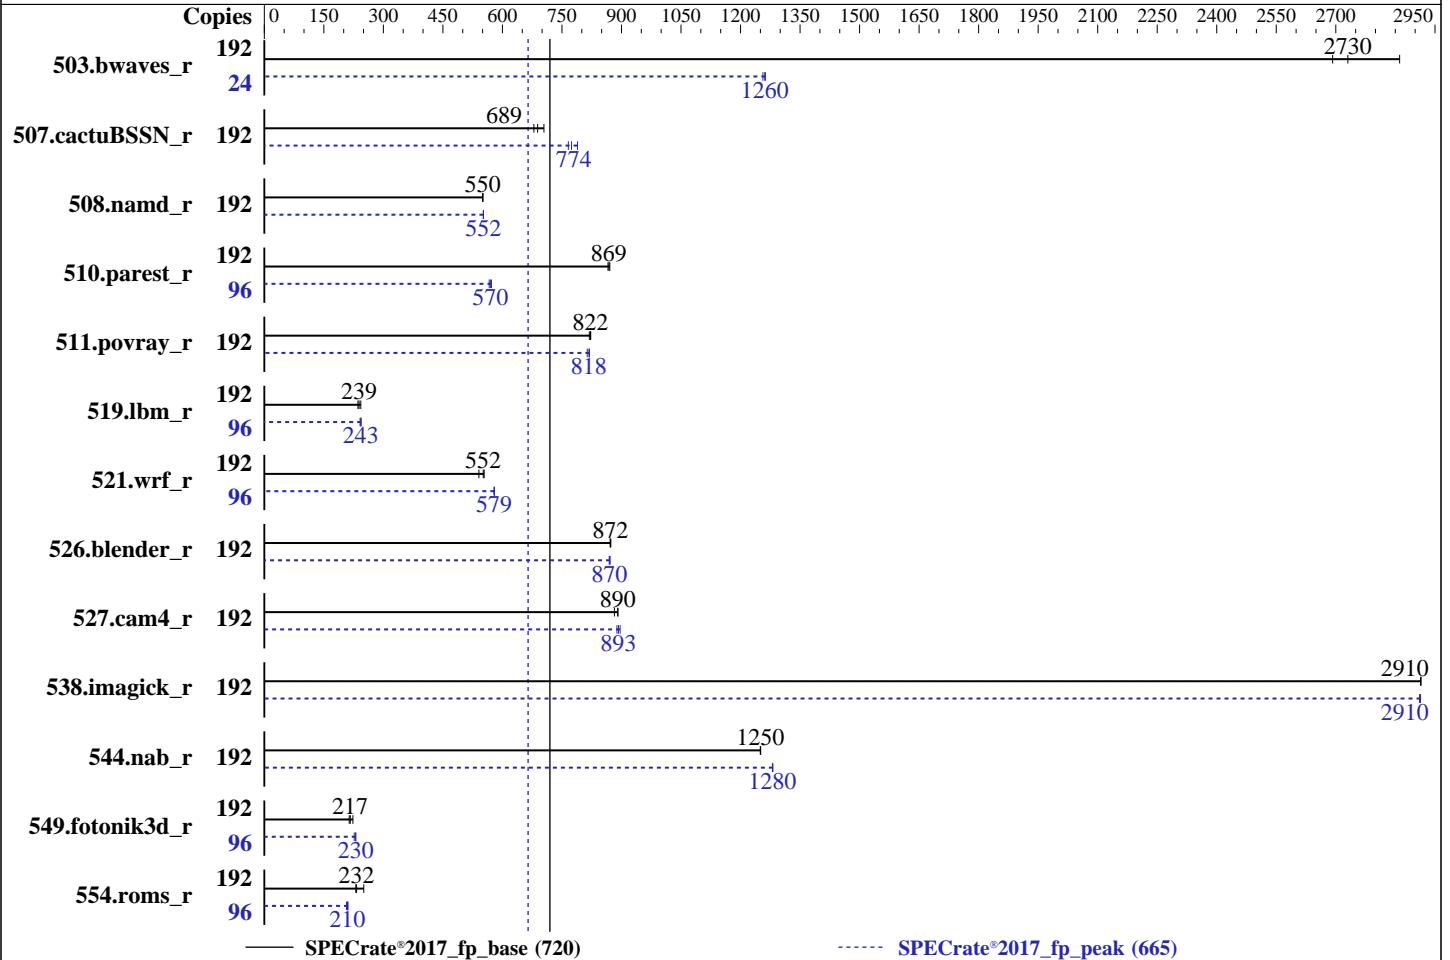 Copies 0 150 300 450 600 750 900 1050 1200 1350 1500 1650 1800 1950 2100 2250 2400 2550 2700 2950
503.bwaves_r 192 2730
24 1260
507.cactuBSSN_r 192 689
774
508.namd_r 192 550
552
510.parest_r 192 869
96 570
511.povray_r 192 822
818
519.lbm_r 192 239
96 243
521.wrf_r 192 552
96 579
526.blender_r 192 872
870
527.cam4_r 192 890
893
538.imagick_r 192 2910
2910
544.nab_r 192 1250
1280
549.fotonik3d_r 192 217
96 230
554.roms_r 192 232
96 210
SPECrate®2017_fp_base (720) SPECrate®2017_fp_peak (665)